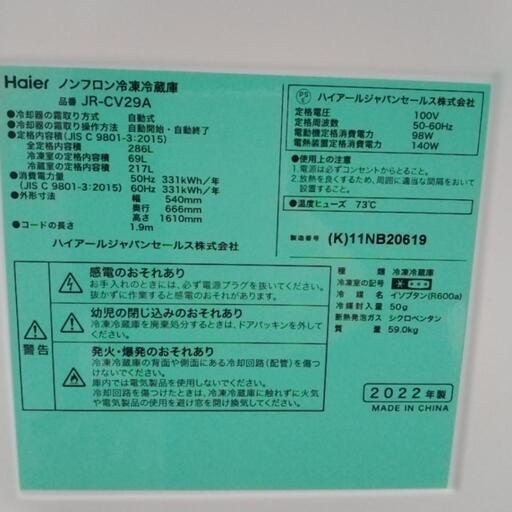 Haier ノンフロン冷凍冷蔵庫
品番 JR-CV29A
●冷却器の霜取り方式 自動式
●冷却器の霜取り操作方法 自動開始・自動終了
●定格内容積(JIS C 9801-3:2015)
全定格内容積 286L
冷凍室の定格内容積 69L
冷蔵室の定格内容積 217L
●消費電力量 50Hz 331kWh/年
(JIS C 9801-3:2015) 60Hz 331kWh/年
●外形寸法 幅 540mm
奥行 666mm
高さ 1610mm
●コードの長さ 1.9m
ハイアールジャパンセールス株式会社
PS E ハイアールジャパンセールス株式会社
定格電圧 100V
定格周波数 50-60Hz
電動機定格消費電力 98W
電熱装置定格消費電力 140W
●使用上の注意
1.電源は必ずコンセントからとること。
2.放熱を良くするため、周囲に適当な間隔をおいて
設置すること。
●温度ヒューズ 73℃
製造番号 (K)11NB20619
警告
感電のおそれあり
お手入れのときには、必ず電源プラグを抜いてください。
抜かずに作業すると感電のおそれがあります。
幼児の閉じ込めのおそれあり
冷凍冷蔵庫を廃棄処分するときは、ドアパッキンを外して
ください。
発火・爆発のおそれあり
冷凍冷蔵庫の背面や側面にある冷却回路(配管)を傷つ
けないでください。
庫内では電気製品を使用しないでください。
冷却回路を傷つけたときは、冷凍冷蔵庫に触れずに火気
や電気製品の使用を避け窓を開け換気してください。
種類 冷凍冷蔵庫
冷凍室の記号
冷媒 イソブタン(R600a)
冷媒封入量 50g
断熱発泡ガス シクロペンタン
質量 59.0kg
2022年製
MADE IN CHINA